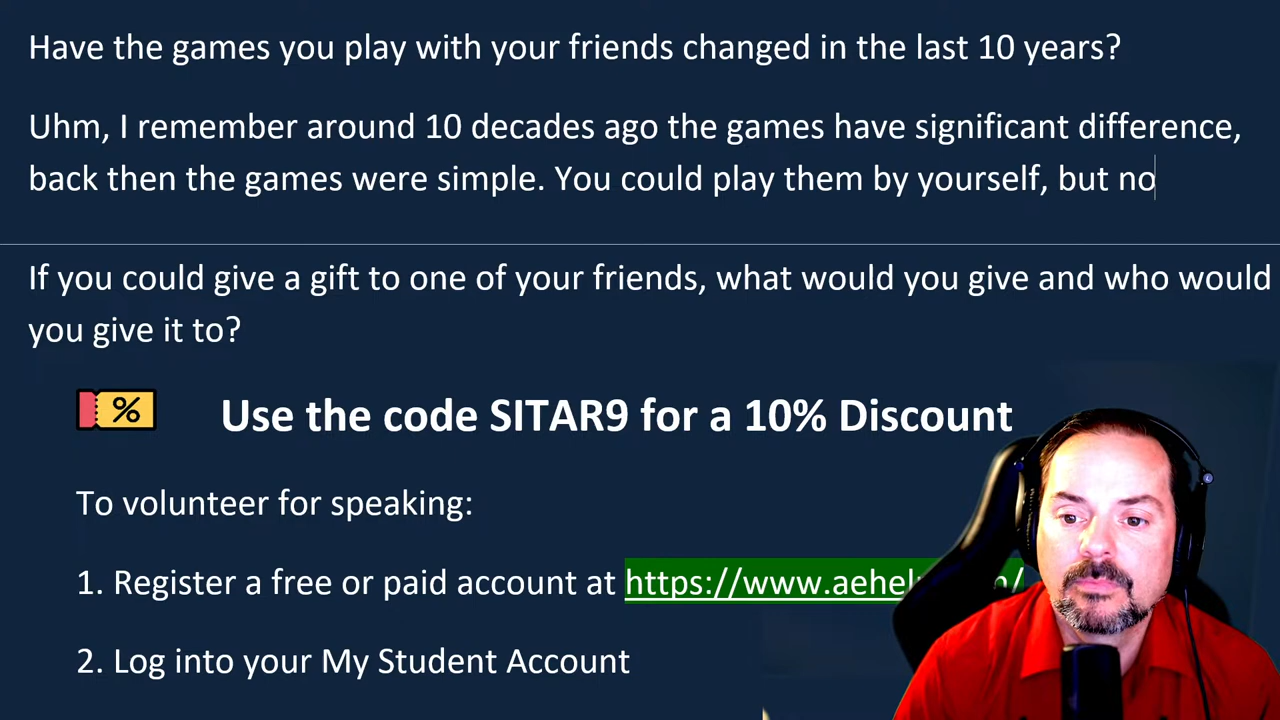 Have the games you play with your friends changed in the last 10 years?
Uhm, I remember around 10 decades ago the games have significant difference,
back then the games were simple. You could play them by yourself, but no
If you could give a gift to one of your friends, what would you give and who would
you give it to?
%
Use the code SITAR9 for a 10% Discount
To volunteer for speaking:
1. Register a free or paid account at https://www.aehel
2. Log into your My Student Account